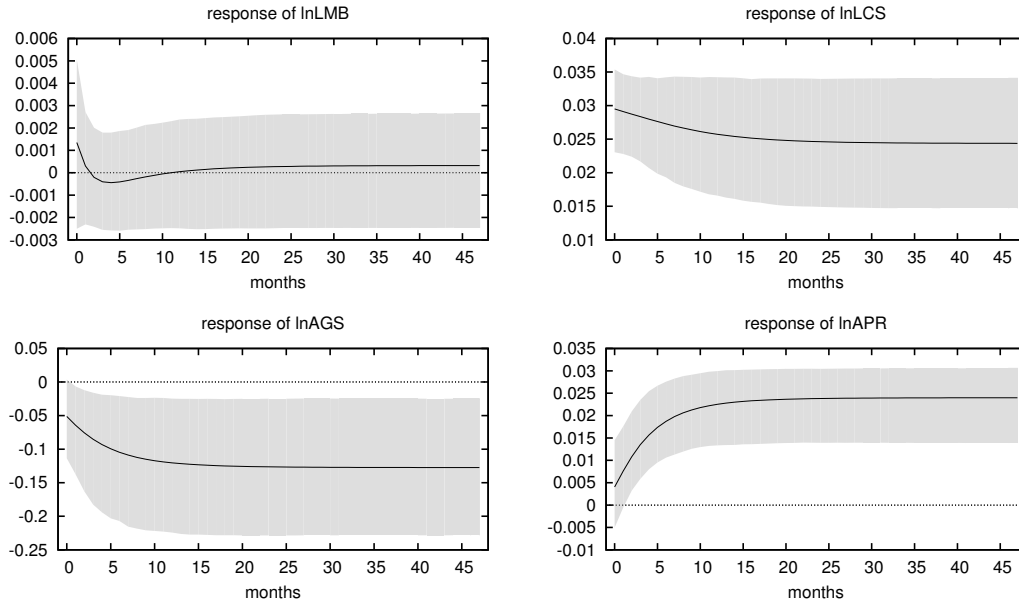 response of lnLMB
0.006
0.005
0.004
0.003
0.002
0.001
0
-0.001
-0.002
-0.003
0 5 10 15 20 25 30 35 40 45
months
response of lnLCS
0.04
0.035
0.03
0.025
0.02
0.015
0.01
0 5 10 15 20 25 30 35 40 45
months
response of lnAGS
0.05
0
-0.05
-0.1
-0.15
-0.2
-0.25
0 5 10 15 20 25 30 35 40 45
months
response of lnAPR
0.035
0.03
0.025
0.02
0.015
0.01
0.005
0
-0.005
-0.01
0 5 10 15 20 25 30 35 40 45
months